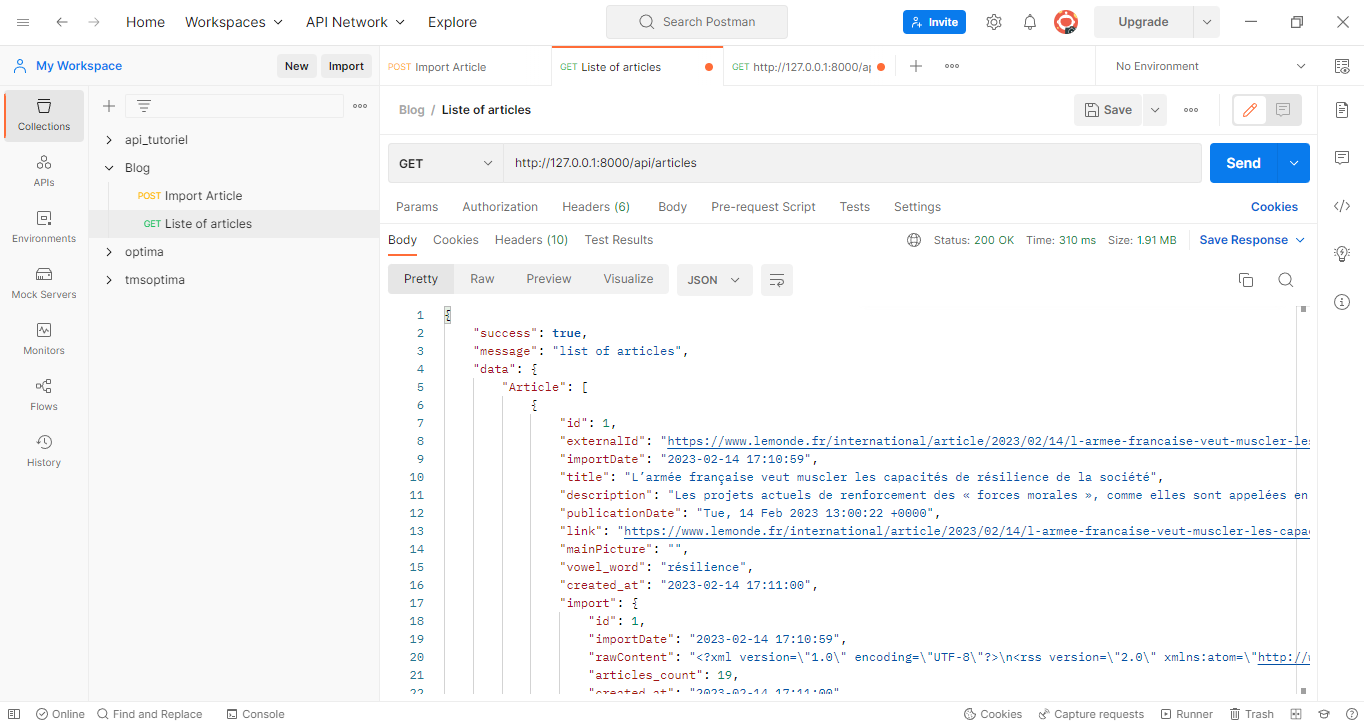 Home Workspaces API Network Explore Search Postman Invite Upgrade
My Workspace New Import POST Import Article GET Liste of articles GET http://127.0.0.1:8000/ap No Environment
Collections
APIs
Environments
Mock Servers
Monitors
Flows
History
api_tutoriel
Blog
POST Import Article
GET Liste of articles
optima
tmsoptima
Blog / Liste of articles Save
GET http://127.0.0.1:8000/api/articles Send
Params Authorization Headers (6) Body Pre-request Script Tests Settings Cookies
Body Cookies Headers (10) Test Results Status: 200 OK Time: 310 ms Size: 1.91 MB Save Response
Pretty Raw Preview Visualize JSON
1 {
2 "success": true,
3 "message": "list of articles",
4 "data": {
5 "Article": [
6 {
7 "id": 1,
8 "externalId": "https://www.lemonde.fr/international/article/2023/02/14/l-armee-francaise-veut-muscler-les
9 "importDate": "2023-02-14 17:10:59",
10 "title": "L’armée française veut muscler les capacités de résilience de la société",
11 "description": "Les projets actuels de renforcement des « forces morales », comme elles sont appelées en
12 "publicationDate": "Tue, 14 Feb 2023 13:00:22 +0000",
13 "link": "https://www.lemonde.fr/international/article/2023/02/14/l-armee-francaise-veut-muscler-les-capac
14 "mainPicture": "",
15 "vowel_word": "résilience",
16 "created_at": "2023-02-14 17:11:00",
17 "import": {
18 "id": 1,
19 "importDate": "2023-02-14 17:10:59",
20 "rawContent": "<?xml version=\"1.0\" encoding=\"UTF-8\"?>\n<rss version=\"2.0\" xmlns:atom=\"http://w
21 "articles_count": 19,
22 "created_at": "2023-02-14 17:11:00"
Online Find and Replace Console Cookies Capture requests Runner Trash